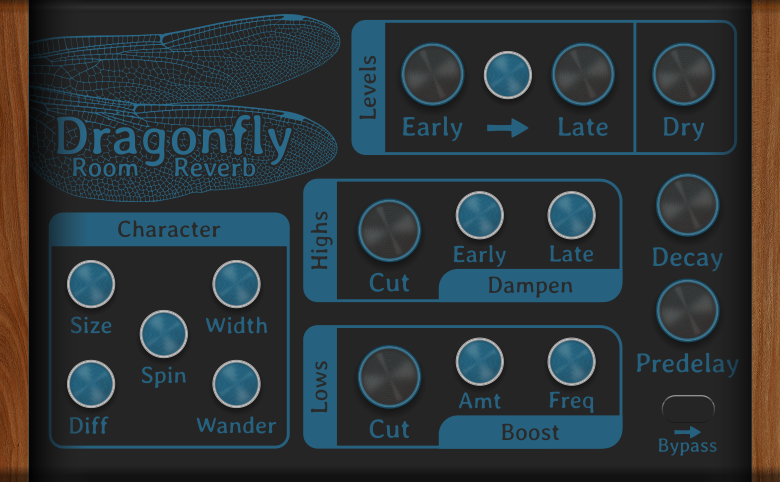 Dragonfly
Room Reverb
Levels
Early
Late
Dry
Character
Size
Width
Spin
Diff
Wander
Highs
Cut
Early
Late
Dampen
Lows
Cut
Amt
Freq
Boost
Decay
Predelay
Bypass